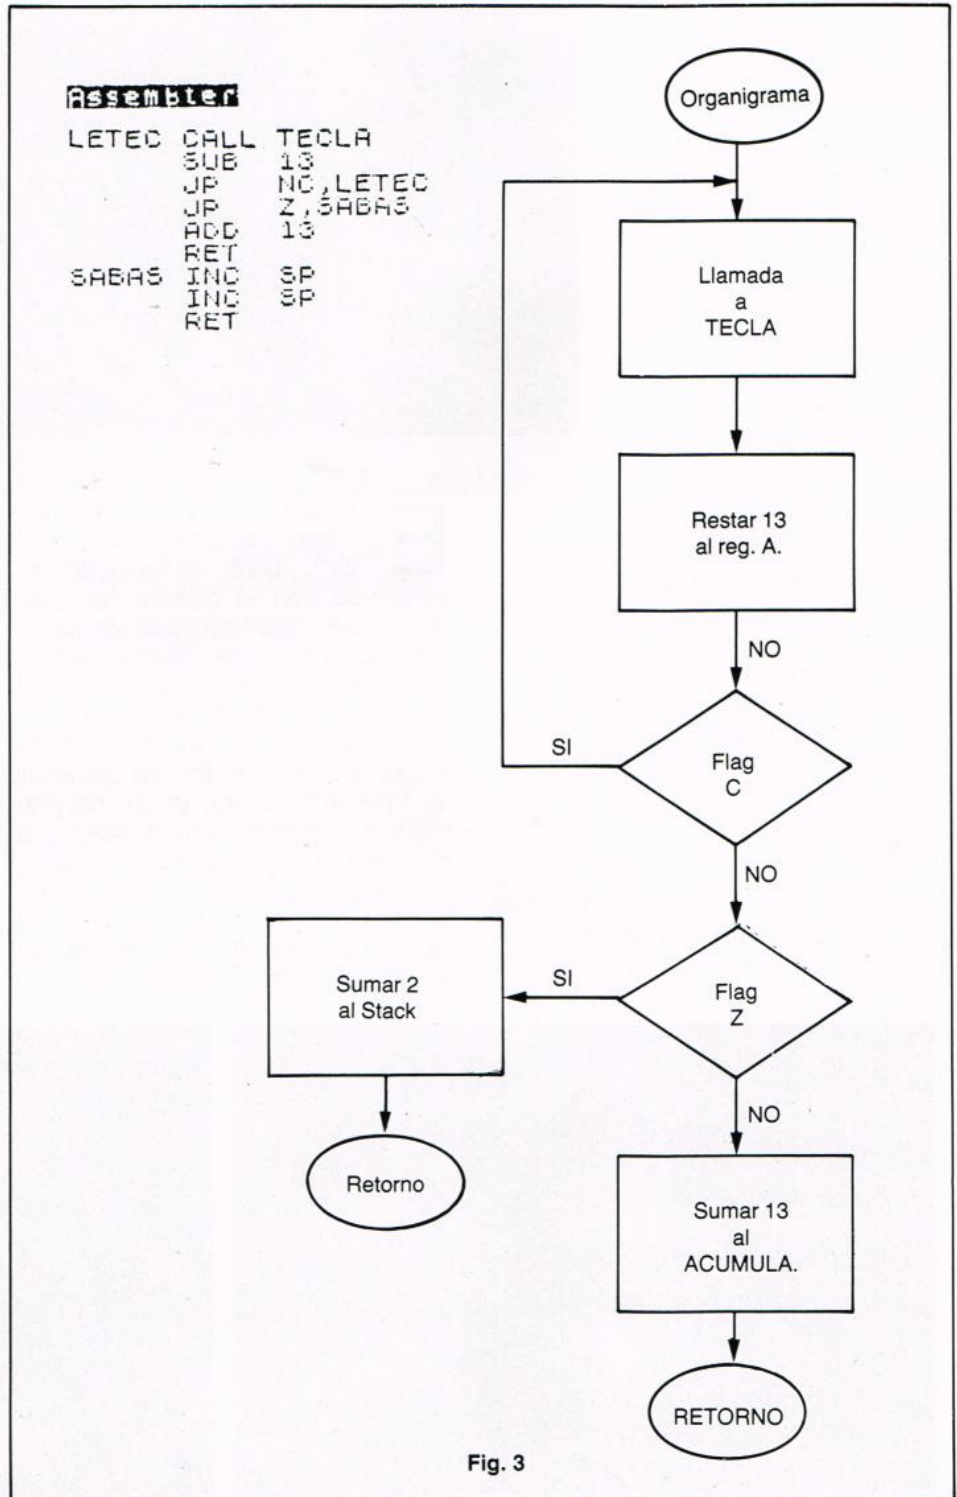 Assembler
LETEC CALL TECLA
SUB 13
JP NC,LETEC
JP Z,SABAS
ADD 13
RET
SABAS INC SP
INC SP
RET
Organigrama
Llamada
a
TECLA
Restar 13
al reg. A.
NO
SI
Flag
C
NO
SI
Flag
Z
Sumar 2
al Stack
NO
Retorno
Sumar 13
al
ACUMULA.
RETORNO
Fig. 3